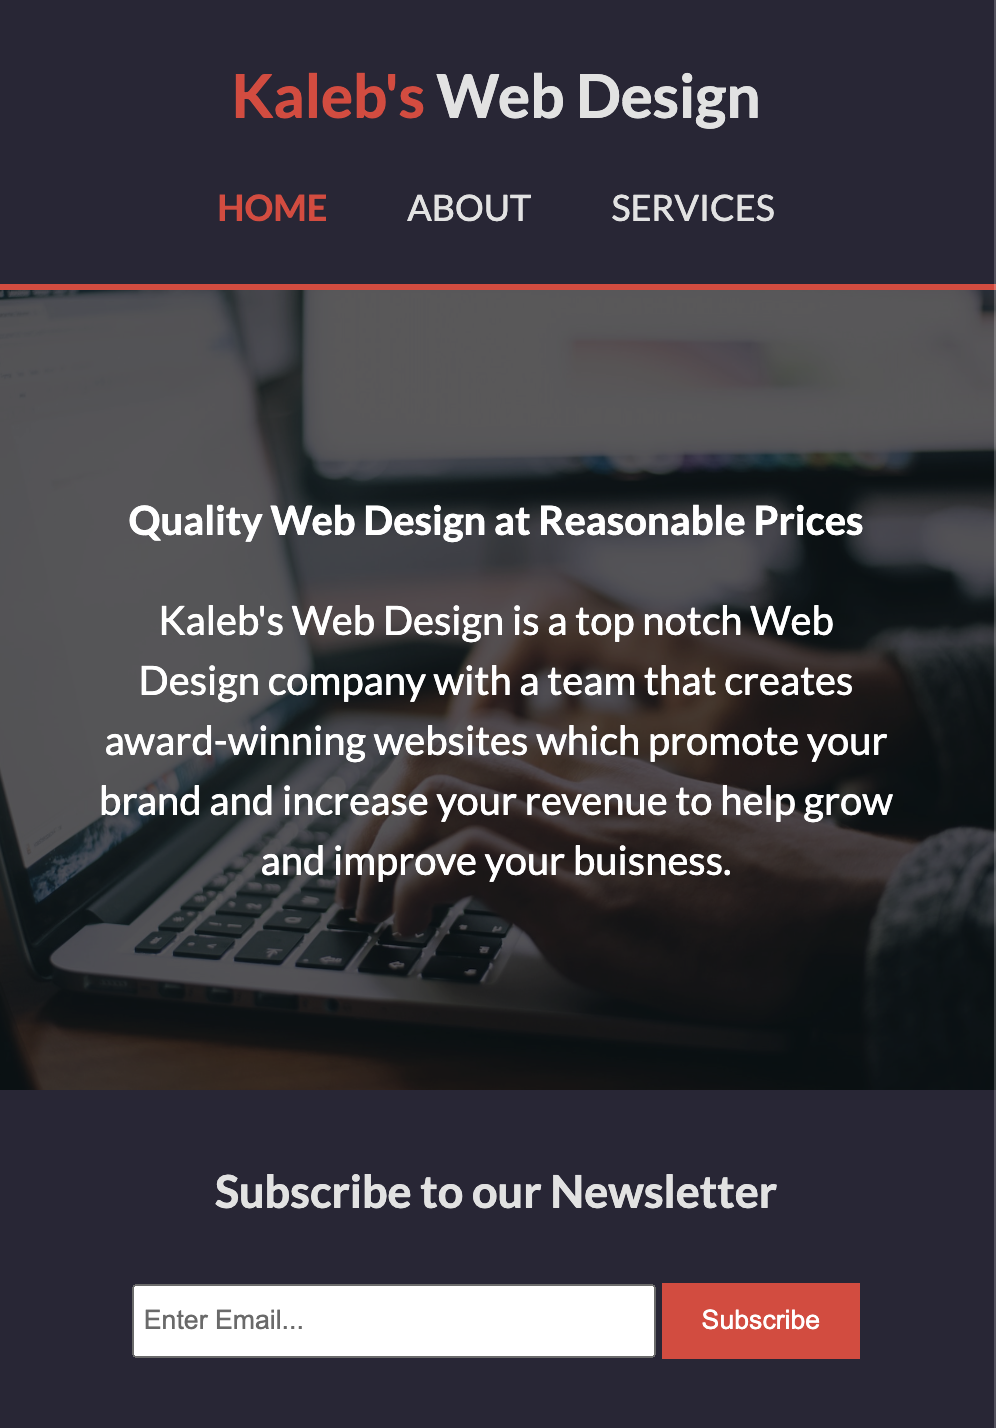 Kaleb's Web Design
HOME ABOUT SERVICES
Quality Web Design at Reasonable Prices
Kaleb's Web Design is a top notch Web
Design company with a team that creates
award-winning websites which promote your
brand and increase your revenue to help grow
and improve your buisness.
Subscribe to our Newsletter
Enter Email... Subscribe